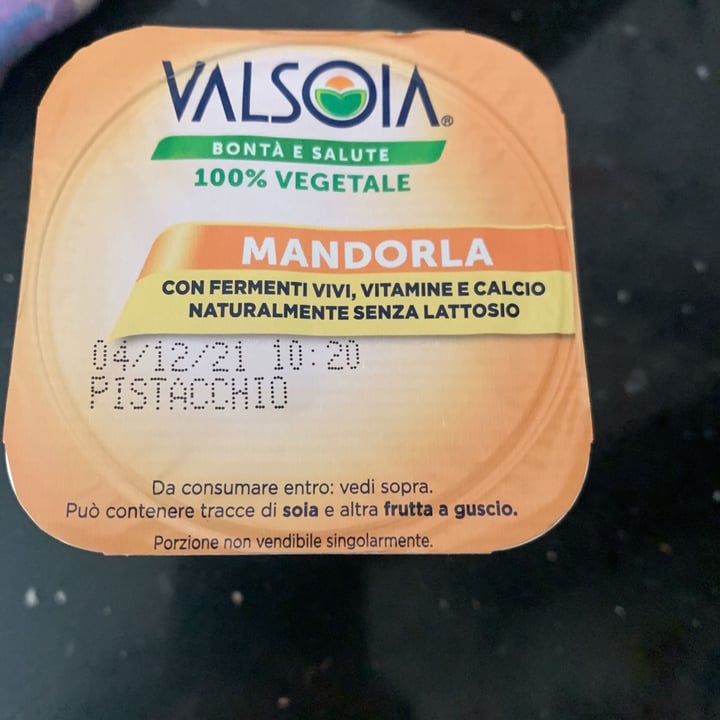 VALSOIA®
BONTÀ E SALUTE
100% VEGETALE
MANDORLA
CON FERMENTI VIVI, VITAMINE E CALCIO
NATURALMENTE SENZA LATTOSIO
04/12/21 10:20
PISTACCHIO
Da consumare entro: vedi sopra.
Può contenere tracce di soia e altra frutta a guscio.
Porzione non vendibile singolarmente.